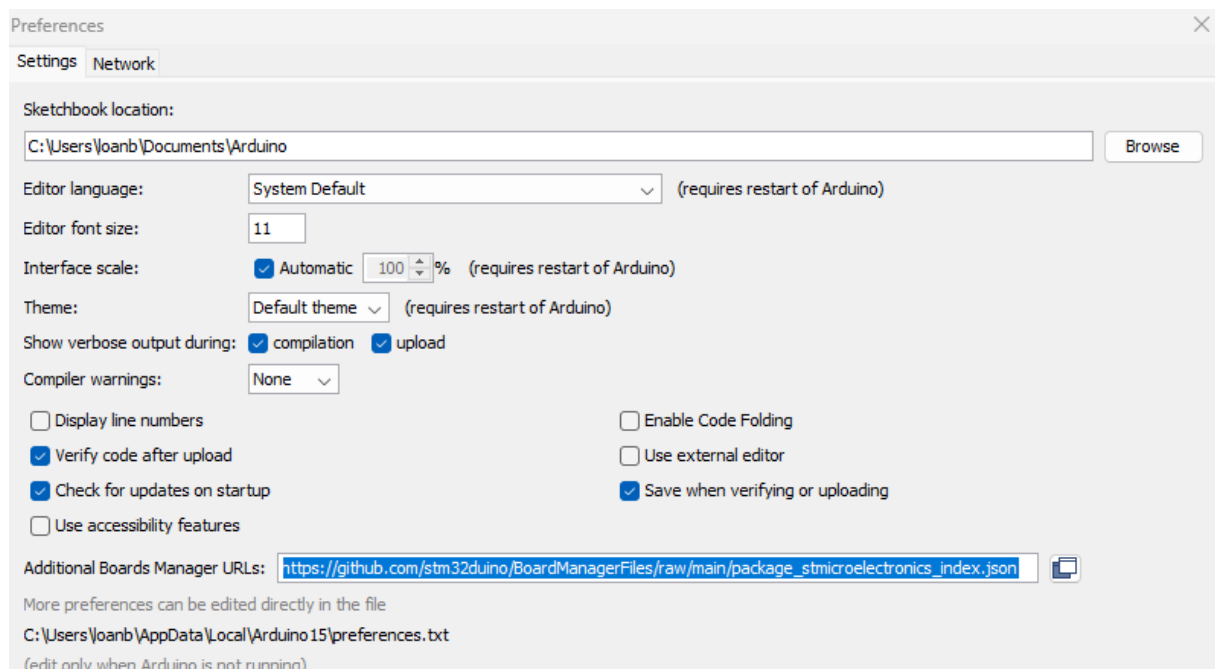 Preferences
Settings Network
Sketchbook location:
C:\Users\loanb\Documents\Arduino Browse
Editor language: System Default (requires restart of Arduino)
Editor font size: 11
Interface scale: Automatic 100 % (requires restart of Arduino)
Theme: Default theme (requires restart of Arduino)
Show verbose output during: compilation upload
Compiler warnings: None
Display line numbers Enable Code Folding
Verify code after upload Use external editor
Check for updates on startup Save when verifying or uploading
Use accessibility features
Additional Boards Manager URLs: https://github.com/stm32duino/BoardManagerFiles/raw/main/package_stmicroelectronics_index.json
More preferences can be edited directly in the file
C:\Users\loanb\AppData\Local\Arduino15\preferences.txt
(edit only when Arduino is not running)